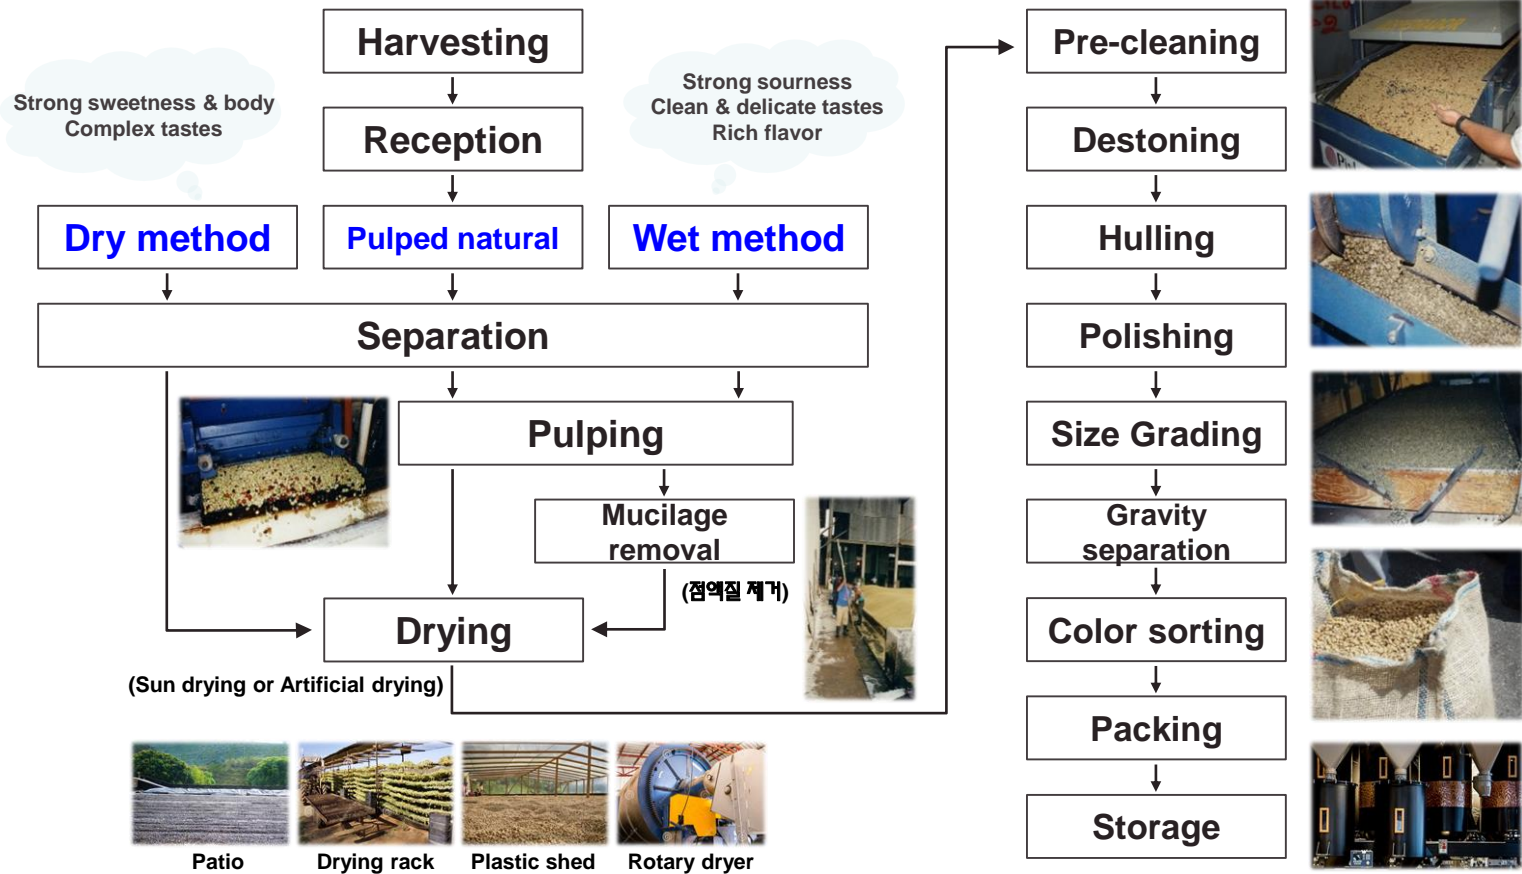 Harvesting
Strong sweetness & body
Complex tastes
Strong sourness
Clean & delicate tastes
Rich flavor
Reception
Dry method
Pulped natural
Wet method
Separation
Pulping
Mucilage
removal
(점액질 제거)
Drying
(Sun drying or Artificial drying)
Patio
Drying rack
Plastic shed
Rotary dryer
Pre-cleaning
Destoning
Hulling
Polishing
Size Grading
Gravity
separation
Color sorting
Packing
Storage
7